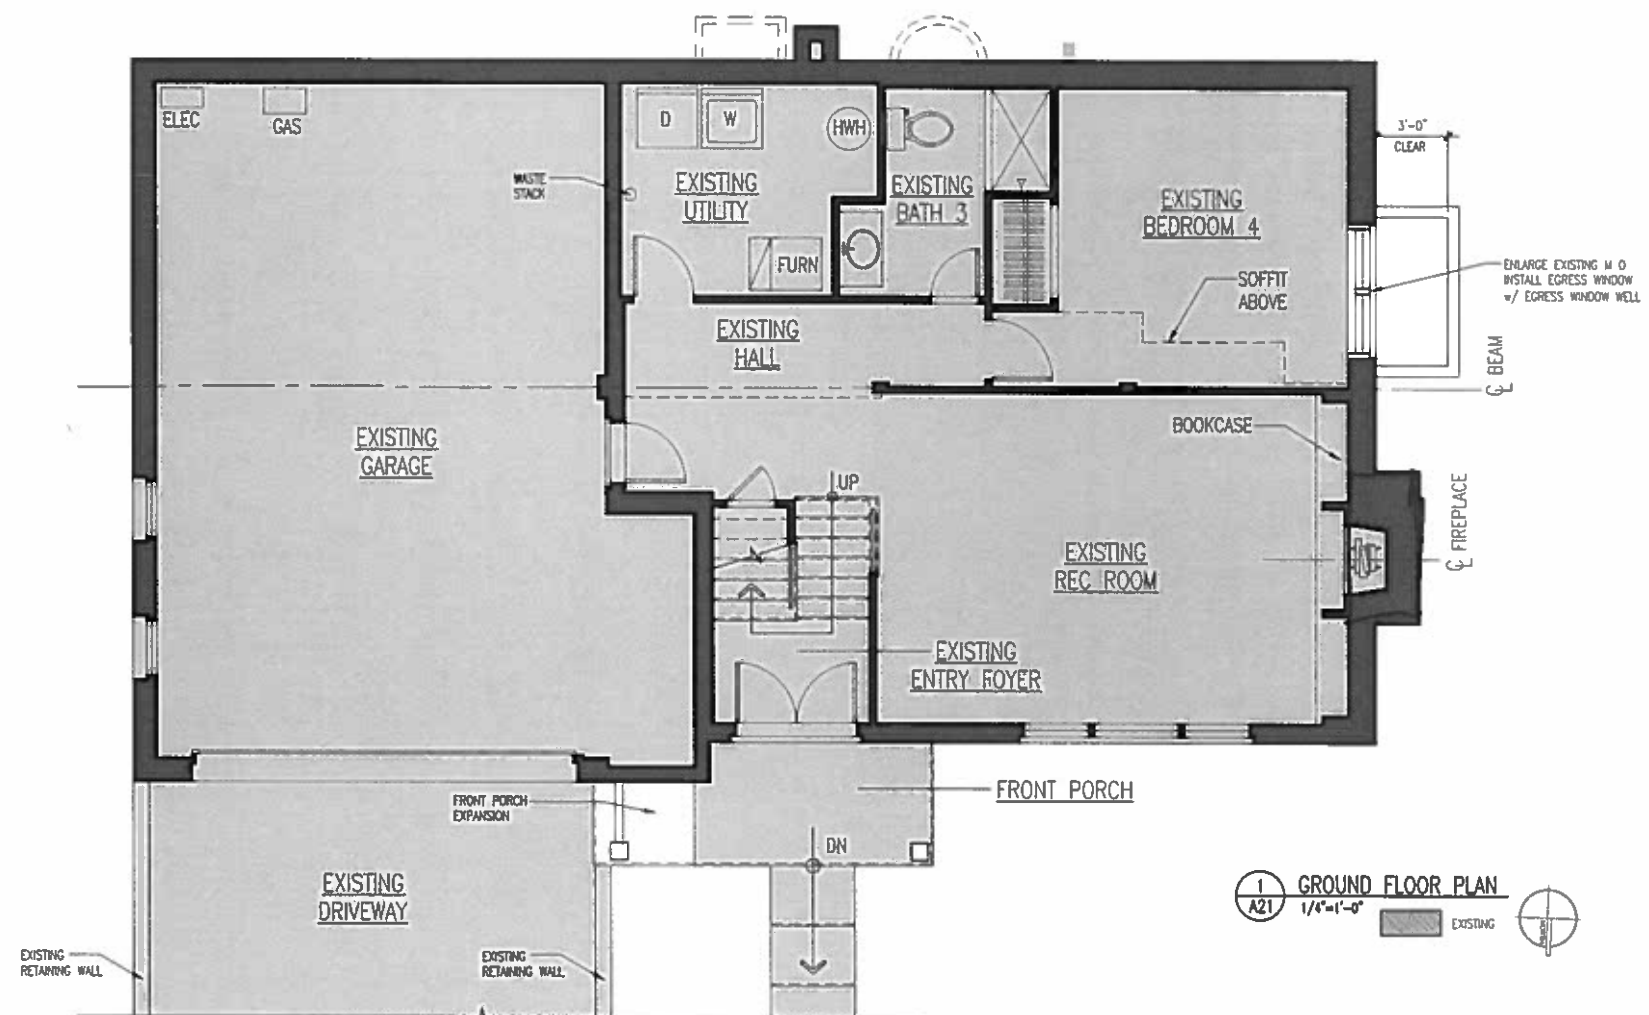 ELEC
GAS
D
W
HWH
WASTE
STACK
EXISTING
UTILITY
FURN
EXISTING
BATH 3
EXISTING
BEDROOM 4
3'-0"
CLEAR
SOFFIT
ABOVE
ENLARGE EXISTING M O
INSTALL EGRESS WINDOW
w/ EGRESS WINDOW WELL
EXISTING
HALL
℄ BEAM
EXISTING
GARAGE
BOOKCASE
UP
EXISTING
REC ROOM
℄ FIREPLACE
EXISTING
ENTRY FOYER
FRONT PORCH
EXPANSION
FRONT PORCH
DN
EXISTING
DRIVEWAY
EXISTING
RETAINING WALL
EXISTING
RETAINING WALL
1
A21
GROUND FLOOR PLAN
1/4"=1'-0"
EXISTING